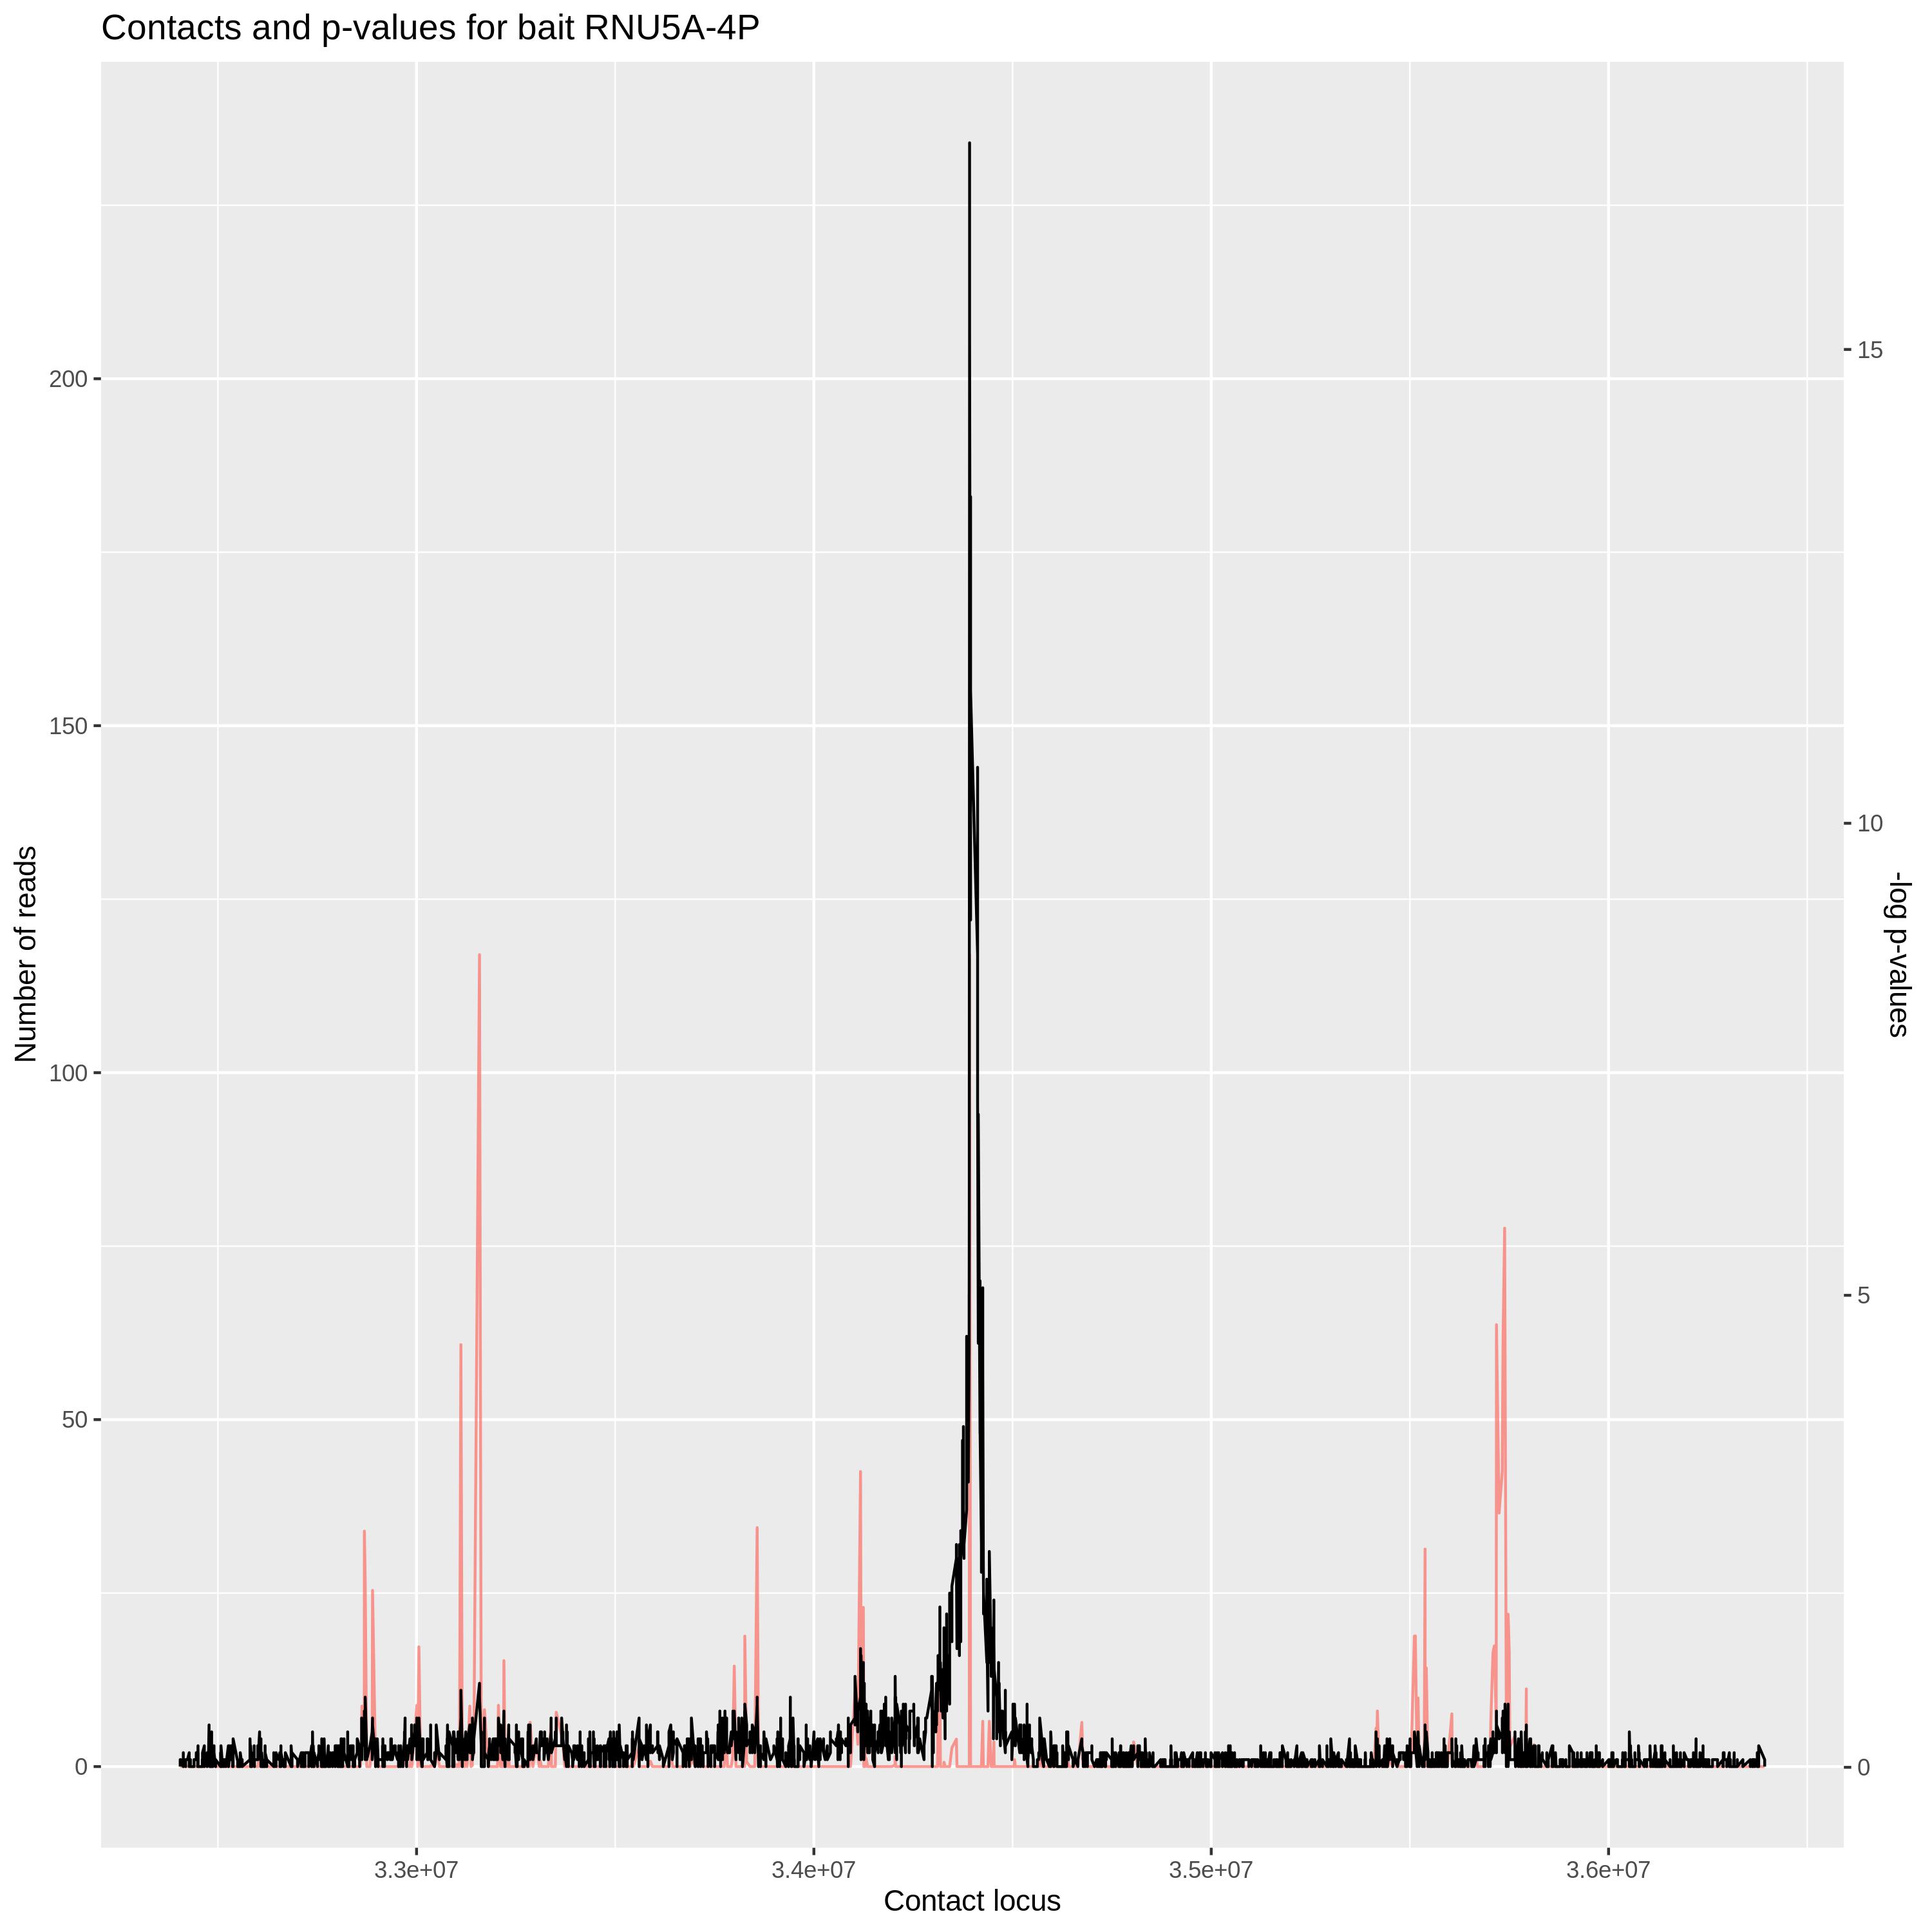 Contacts and p-values for bait RNU5A-4P
Number of reads
200
150
100
50
0
15
10
5
0
-log p-values
3.3e+07
3.4e+07
3.5e+07
3.6e+07
Contact locus